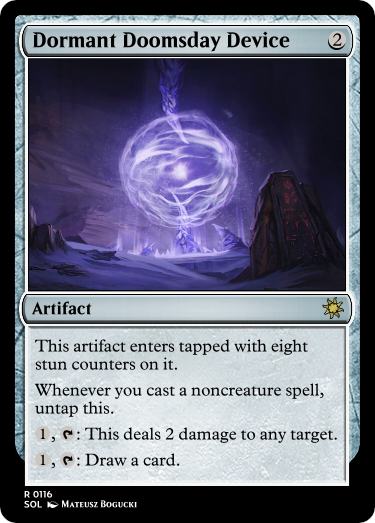 Dormant Doomsday Device 2
Artifact
This artifact enters tapped with eight
stun counters on it.
Whenever you cast a noncreature spell,
untap this.
1, T: This deals 2 damage to any target.
1, T: Draw a card.
R 0116
SOL Mateusz Bogucki